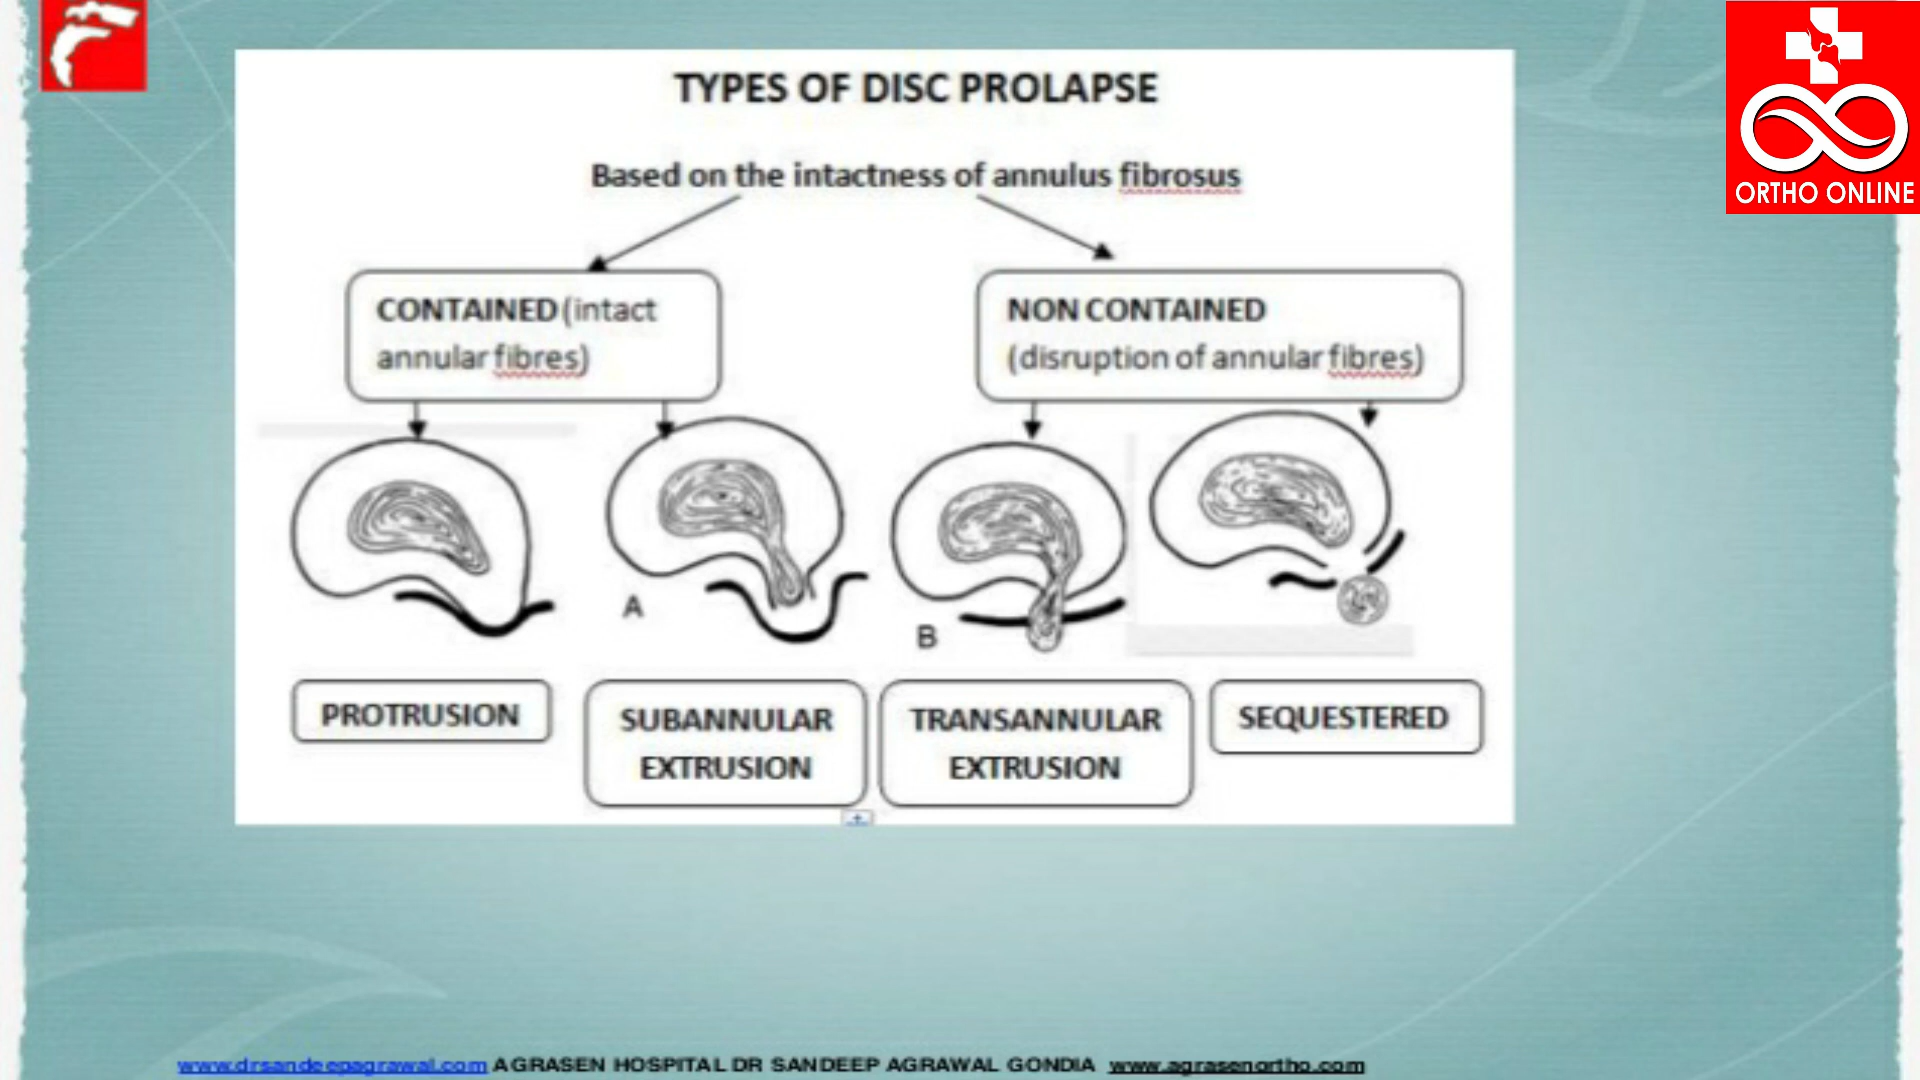 ORTHO ONLINE
TYPES OF DISC PROLAPSE
Based on the intactness of annulus fibrosus
CONTAINED (intact
annular fibres)
NON CONTAINED
(disruption of annular fibres)
A
B
PROTRUSION
SUBANNULAR
EXTRUSION
TRANSANNULAR
EXTRUSION
SEQUESTERED
www.drsandeepagrawal.com AGRASEN HOSPITAL DR SANDEEP AGRAWAL GONDIA www.agrasenortho.com